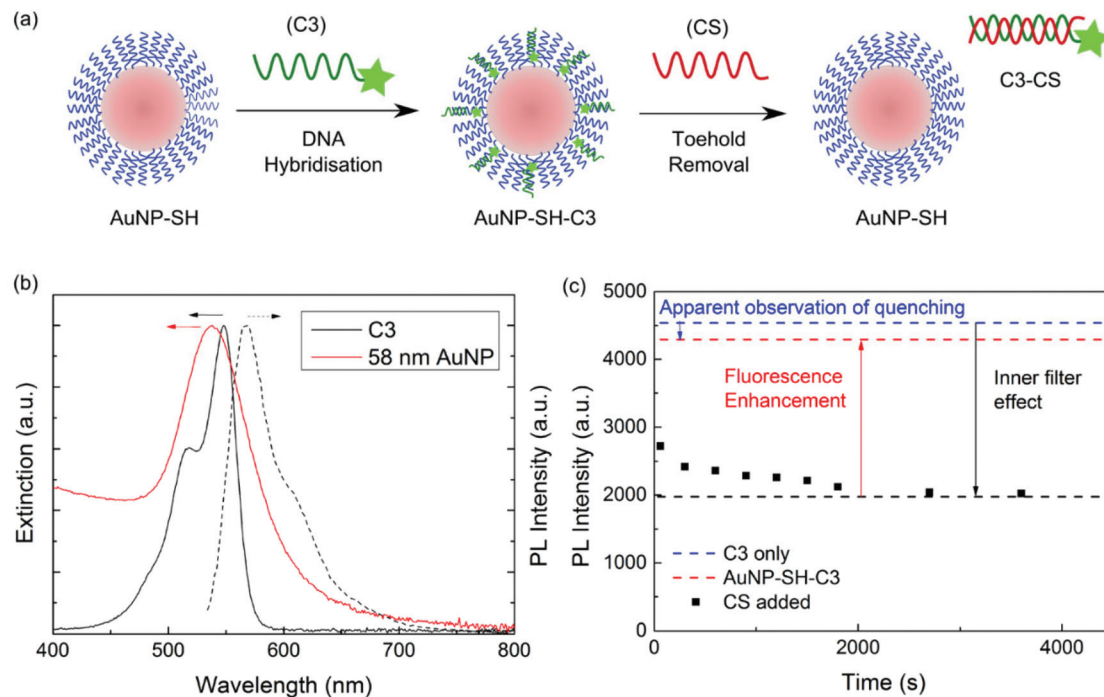 (a)
(C3)
(CS)
C3-CS
DNA
Hybridisation
Toehold
Removal
AuNP-SH
AuNP-SH-C3
AuNP-SH
(b)
C3
58 nm AuNP
Extinction (a.u.)
PL Intensity (a.u.)
400
500
600
700
800
Wavelength (nm)
(c)
5000
4000
3000
2000
1000
0
PL Intensity (a.u.)
Apparent observation of quenching
Fluorescence
Enhancement
Inner filter
effect
C3 only
AuNP-SH-C3
CS added
0
2000
4000
Time (s)